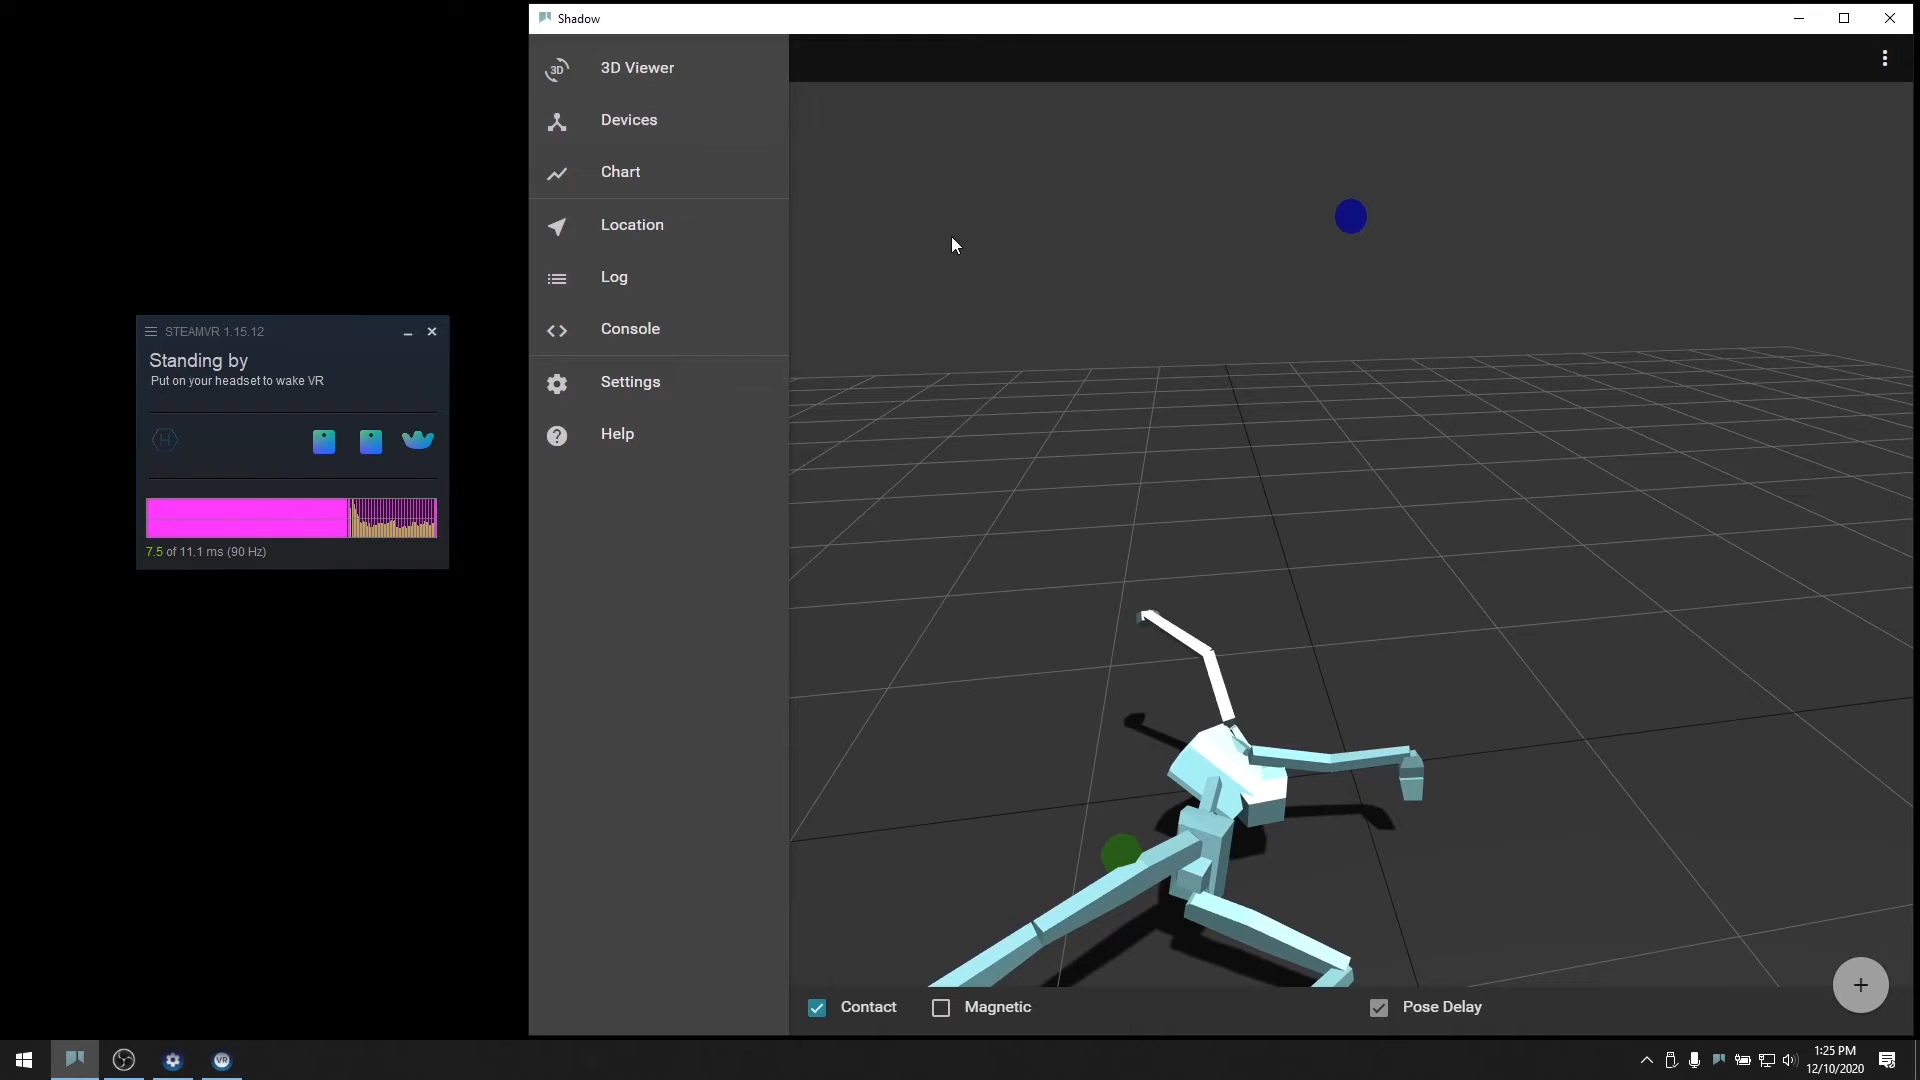 Shadow
3D
3D Viewer
Devices
Chart
Location
Log
Console
Settings
Help
STEAMVR 1.15.12
Standing by
Put on your headset to wake VR
7.5 of 11.1 ms (90 Hz)
Contact
Magnetic
Pose Delay
VR
1:25 PM
12/10/2020